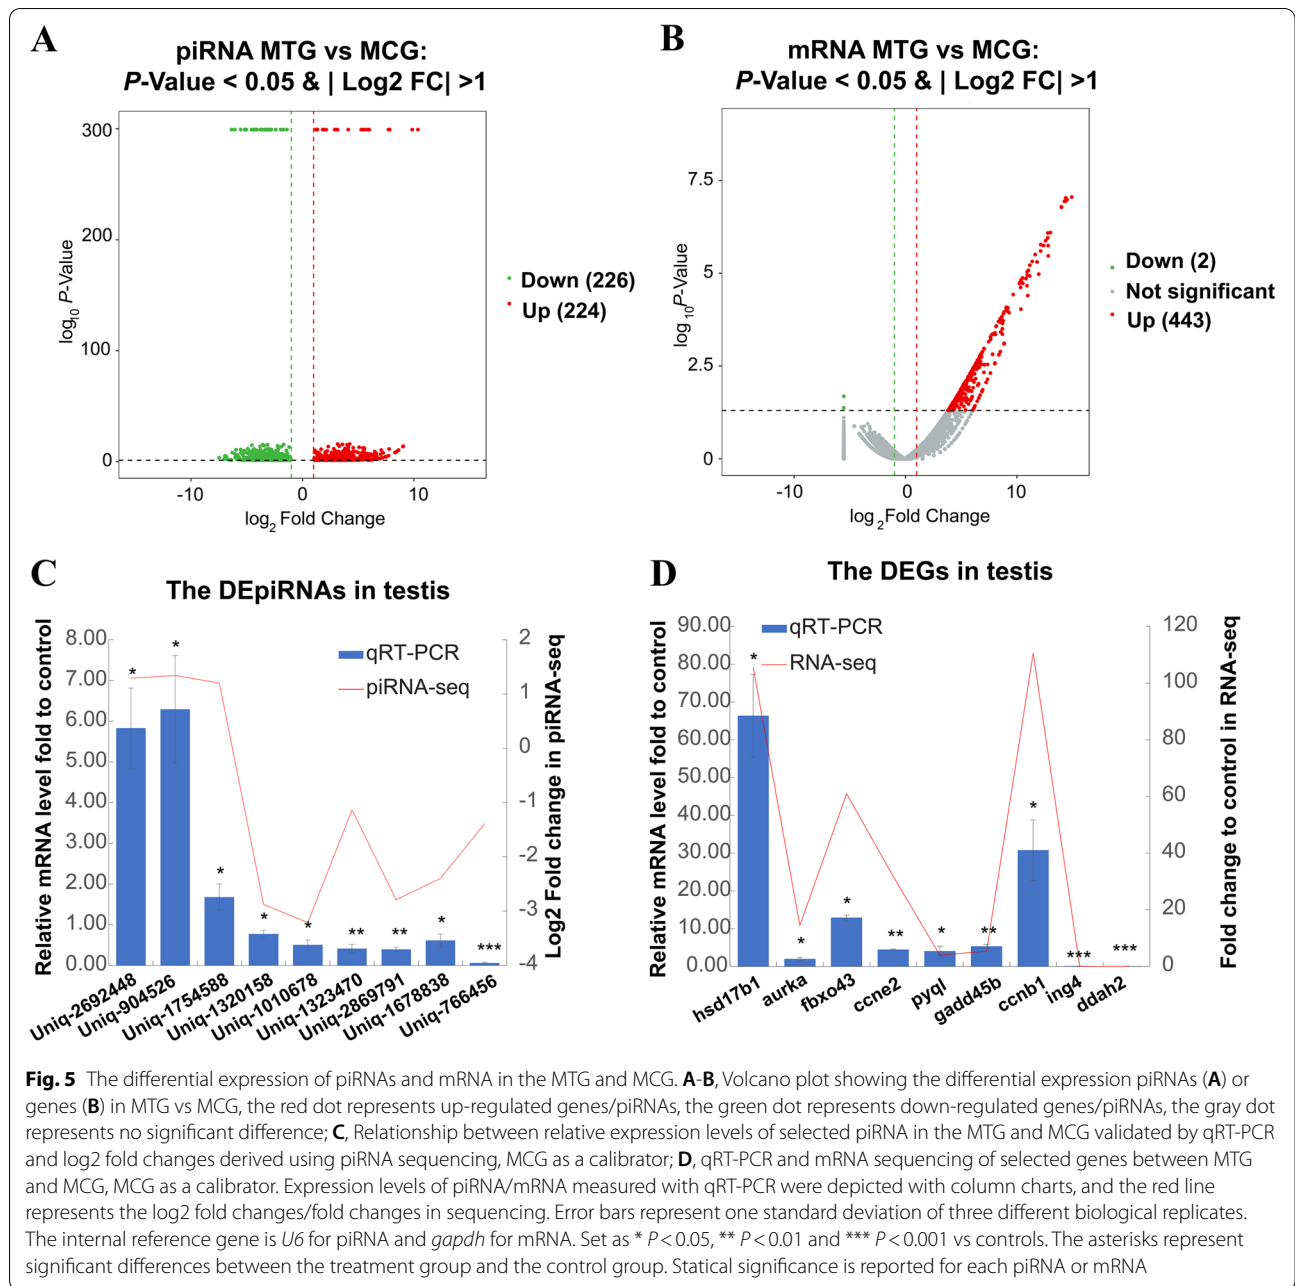 A
piRNA MTG vs MCG:
P-Value < 0.05 & | Log2 FC| >1
300
200
100
0
log10 P-Value
-10
0
10
log2 Fold Change
Down (226)
Up (224)
B
mRNA MTG vs MCG:
P-Value < 0.05 & | Log2 FC| >1
7.5
5
2.5
0
log10 P-Value
-10
0
10
log2 Fold Change
Down (2)
Not significant
Up (443)
C
The DEpiRNAs in testis
Relative mRNA level fold to control
8.00
7.00
6.00
5.00
4.00
3.00
2.00
1.00
0.00
qRT-PCR
piRNA-seq
2
1
0
-1
-2
-3
-4
Log2 Fold change in piRNA-seq
*
*
*
*
*
**
**
*
***
Uniq-2692448
Uniq-904526
Uniq-1754588
Uniq-1320158
Uniq-1010678
Uniq-1323470
Uniq-2869791
Uniq-1678838
Uniq-766456
D
The DEGs in testis
Relative mRNA level fold to control
90.00
80.00
70.00
60.00
50.00
40.00
30.00
20.00
10.00
0.00
qRT-PCR
RNA-seq
120
100
80
60
40
20
0
Fold change to control in RNA-seq
*
*
*
**
*
**
*
***
***
hsd17b1
aurka
fbxo43
ccne2
pyql
gadd45b
ccnb1
ing4
ddah2
Fig. 5 The differential expression of piRNAs and mRNA in the MTG and MCG. A-B, Volcano plot showing the differential expression piRNAs (A) or
genes (B) in MTG vs MCG, the red dot represents up-regulated genes/piRNAs, the green dot represents down-regulated genes/piRNAs, the gray dot
represents no significant difference; C, Relationship between relative expression levels of selected piRNA in the MTG and MCG validated by qRT-PCR
and log2 fold changes derived using piRNA sequencing, MCG as a calibrator; D, qRT-PCR and mRNA sequencing of selected genes between MTG
and MCG, MCG as a calibrator. Expression levels of piRNA/mRNA measured with qRT-PCR were depicted with column charts, and the red line
represents the log2 fold changes/fold changes in sequencing. Error bars represent one standard deviation of three different biological replicates.
The internal reference gene is U6 for piRNA and gapdh for mRNA. Set as * P < 0.05, ** P < 0.01 and *** P < 0.001 vs controls. The asterisks represent
significant differences between the treatment group and the control group. Statical significance is reported for each piRNA or mRNA